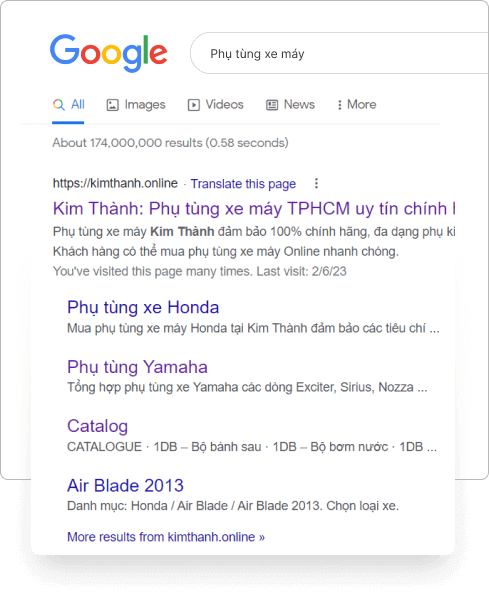 Google
Phụ tùng xe máy
All Images Videos News More
About 174,000,000 results (0.58 seconds)
https://kimthanh.online · Translate this page
Kim Thành: Phụ tùng xe máy TPHCM uy tín chính h
Phụ tùng xe máy Kim Thành đảm bảo 100% chính hãng, đa dạng phụ ki
Khách hàng có thể mua phụ tùng xe máy Online nhanh chóng.
You've visited this page many times. Last visit: 2/6/23
Phụ tùng xe Honda
Mua phụ tùng xe máy Honda tại Kim Thành đảm bảo các tiêu chí ...
Phụ tùng Yamaha
Tổng hợp phụ tùng xe Yamaha các dòng Exciter, Sirius, Nozza ...
Catalog
CATALOGUE · 1DB – Bộ bánh sau · 1DB – Bộ bơm nước · 1DB ...
Air Blade 2013
Danh mục: Honda / Air Blade / Air Blade 2013. Chọn loại xe.
More results from kimthanh.online »